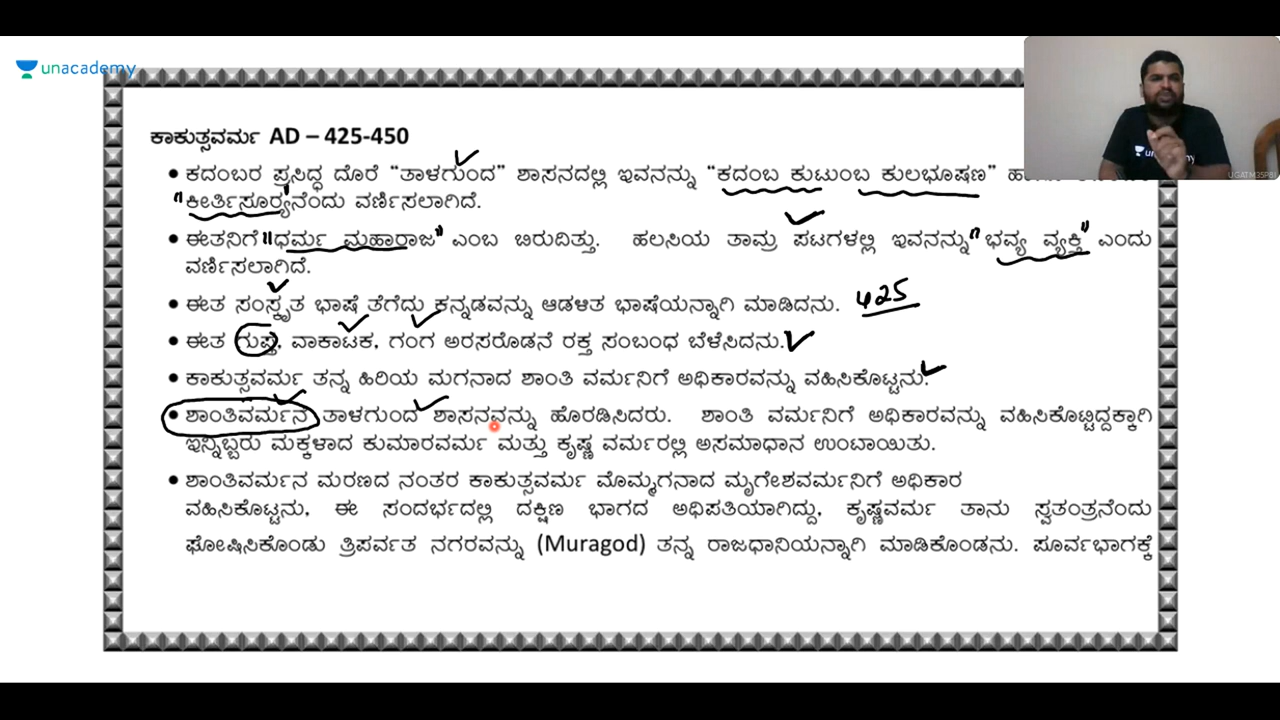 unacademy
ಕಾಕುತ್ಸವರ್ಮ AD – 425-450
• ಕದಂಬರ ಪ್ರಸಿದ್ಧ ದೊರೆ “ತಾಳಗುಂದ” ಶಾಸನದಲ್ಲಿ ಇವನನ್ನು “ಕದಂಬ ಕುಟುಂಬ ಕುಲಭೂಷಣ”
"ಕೀರ್ತಿಸೂರ್ಯನೆಂದು ವರ್ಣಿಸಲಾಗಿದೆ.
• ಈತನಿಗೆ "ಧರ್ಮ ಮಹಾರಾಜ" ಎಂಬ ಬಿರುದಿತ್ತು. ಹಲಸಿಯ ತಾಮ್ರ ಪಟಗಳಲ್ಲಿ ಇವನನ್ನು "ಭವ್ಯ ವ್ಯಕ್ತಿ" ಎಂದು
ವರ್ಣಿಸಲಾಗಿದೆ.
• ಈತ ಸಂಸ್ಕೃತ ಭಾಷೆ ತೆಗೆದು ಕನ್ನಡವನ್ನು ಆಡಳಿತ ಭಾಷೆಯನ್ನಾಗಿ ಮಾಡಿದನು. 425
• ಈತ ಗುಪ್ತ, ವಾಕಾಟಕ, ಗಂಗ ಅರಸರೊಡನೆ ರಕ್ತ ಸಂಬಂಧ ಬೆಳೆಸಿದನು.
• ಕಾಕುತ್ಸವರ್ಮ ತನ್ನ ಹಿರಿಯ ಮಗನಾದ ಶಾಂತಿ ವರ್ಮನಿಗೆ ಅಧಿಕಾರವನ್ನು ವಹಿಸಿಕೊಟ್ಟನು.
• ಶಾಂತಿವರ್ಮನ ತಾಳಗುಂದ ಶಾಸನವನ್ನು ಹೊರಡಿಸಿದರು. ಶಾಂತಿ ವರ್ಮನಿಗೆ ಅಧಿಕಾರವನ್ನು ವಹಿಸಿಕೊಟ್ಟಿದ್ದಕ್ಕಾಗಿ
ಇನ್ನಿಬ್ಬರು ಮಕ್ಕಳಾದ ಕುಮಾರವರ್ಮ ಮತ್ತು ಕೃಷ್ಣ ವರ್ಮರಲ್ಲಿ ಅಸಮಾಧಾನ ಉಂಟಾಯಿತು.
• ಶಾಂತಿವರ್ಮನ ಮರಣದ ನಂತರ ಕಾಕುತ್ಸವರ್ಮ ಮೊಮ್ಮಗನಾದ ಮೃಗೇಶವರ್ಮನಿಗೆ ಅಧಿಕಾರ
ವಹಿಸಿಕೊಟ್ಟನು, ಈ ಸಂದರ್ಭದಲ್ಲಿ ದಕ್ಷಿಣ ಭಾಗದ ಅಧಿಪತಿಯಾಗಿದ್ದು, ಕೃಷ್ಣವರ್ಮ ತಾನು ಸ್ವತಂತ್ರನೆಂದು
ಘೋಷಿಸಿಕೊಂಡು ತ್ರಿಪರ್ವತ ನಗರವನ್ನು (Muragod) ತನ್ನ ರಾಜಧಾನಿಯನ್ನಾಗಿ ಮಾಡಿಕೊಂಡನು. ಪೂರ್ವಭಾಗಕ್ಕೆ